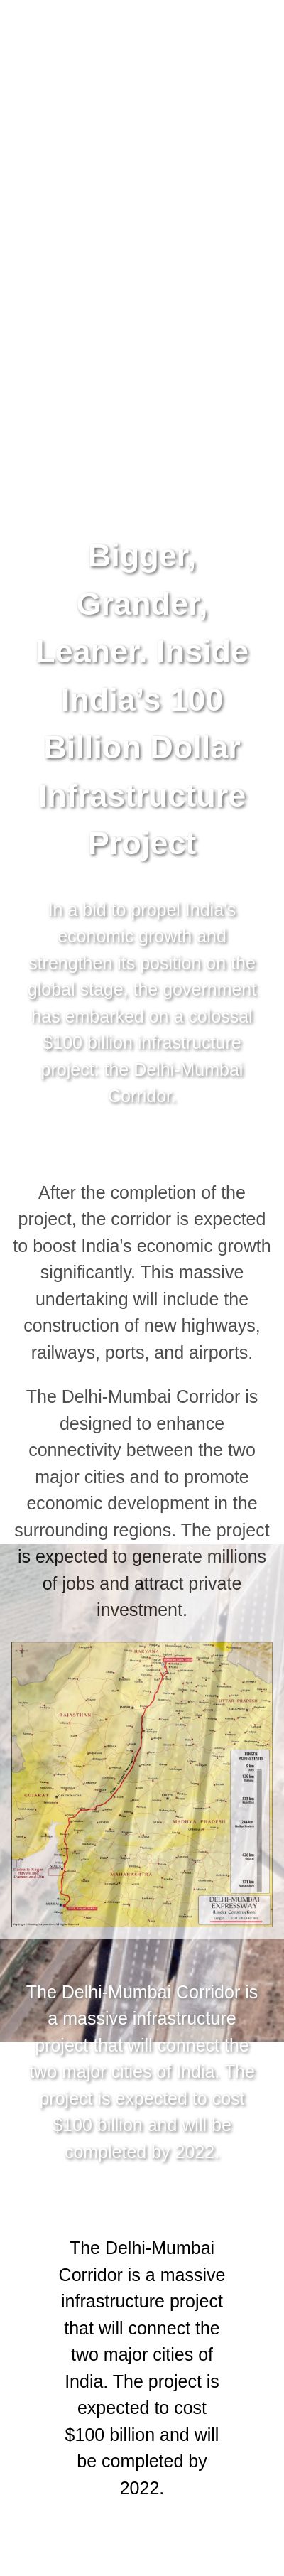 Bigger,
Grander,
Leaner. Inside
India's 100
Billion Dollar
Infrastructure
Project
In a bid to propel India's
economic growth and
strengthen its position on the
global stage, the government
has embarked on a colossal
$100 billion infrastructure
project: the Delhi-Mumbai
Corridor.
After the completion of the
project, the corridor is expected
to boost India's economic growth
significantly. This massive
undertaking will include the
construction of new highways,
railways, ports, and airports.
The Delhi-Mumbai Corridor is
designed to enhance
connectivity between the two
major cities and to promote
economic development in the
surrounding regions. The project
is expected to generate millions
of jobs and attract private
investment.
HARYANA
UTTAR PRADESH
RAJASTHAN
LENGTH
ACROSS STATES
GUJARAT
MADHYA PRADESH
MAHARASHTRA
DELHI-MUMBAI
EXPRESSWAY
Under Construction
The Delhi-Mumbai Corridor is
a massive infrastructure
project that will connect the
two major cities of India. The
project is expected to cost
$100 billion and will be
completed by 2022.
The Delhi-Mumbai
Corridor is a massive
infrastructure project
that will connect the
two major cities of
India. The project is
expected to cost
$100 billion and will
be completed by
2022.